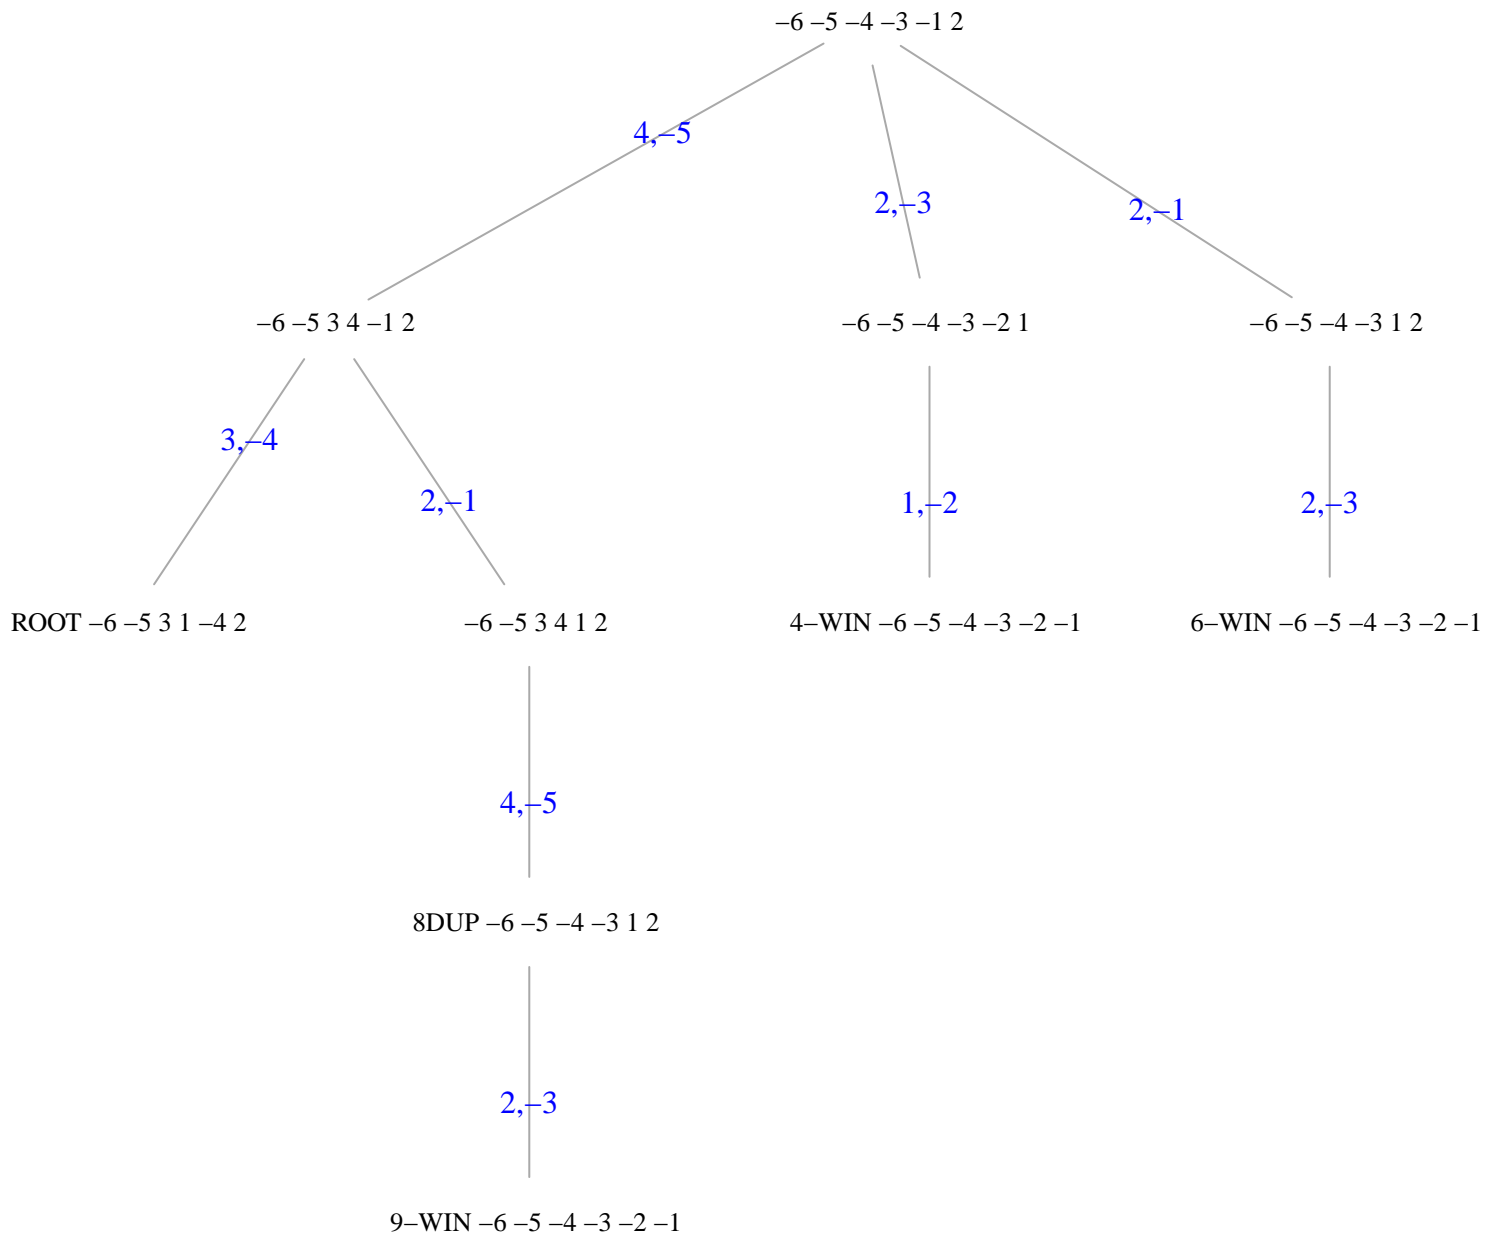 –6 –5 –4 –3 –1 2
4,–5
2,–3
2,–1
–6 –5 3 4 –1 2
–6 –5 –4 –3 –2 1
–6 –5 –4 –3 1 2
3,–4
2,–1
1,–2
2,–3
ROOT –6 –5 3 1 –4 2
–6 –5 3 4 1 2
4–WIN –6 –5 –4 –3 –2 –1
6–WIN –6 –5 –4 –3 –2 –1
4,–5
8DUP –6 –5 –4 –3 1 2
2,–3
9–WIN –6 –5 –4 –3 –2 –1